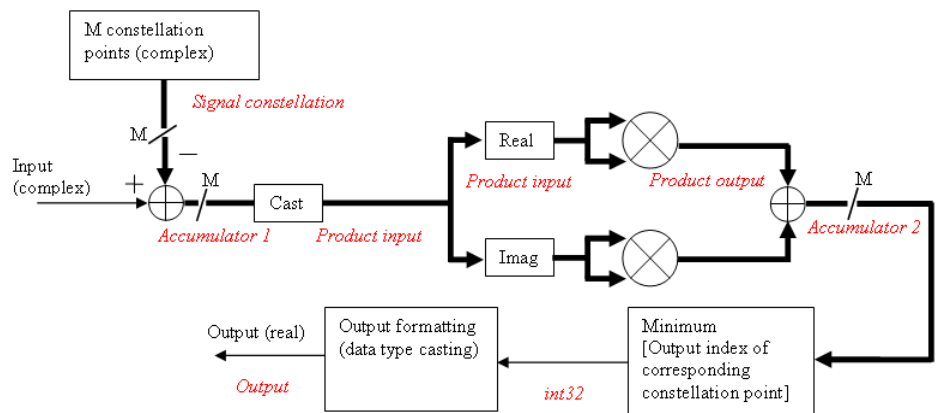 M constellation
points (complex)
Signal constellation
M
−
Input
(complex)
+
M
Cast
Accumulator 1
Product input
Real
Product input
Product output
M
Accumulator 2
Imag
Output (real)
Output
Output formatting
(data type casting)
int32
Minimum
[Output index of
corresponding
constellation point]